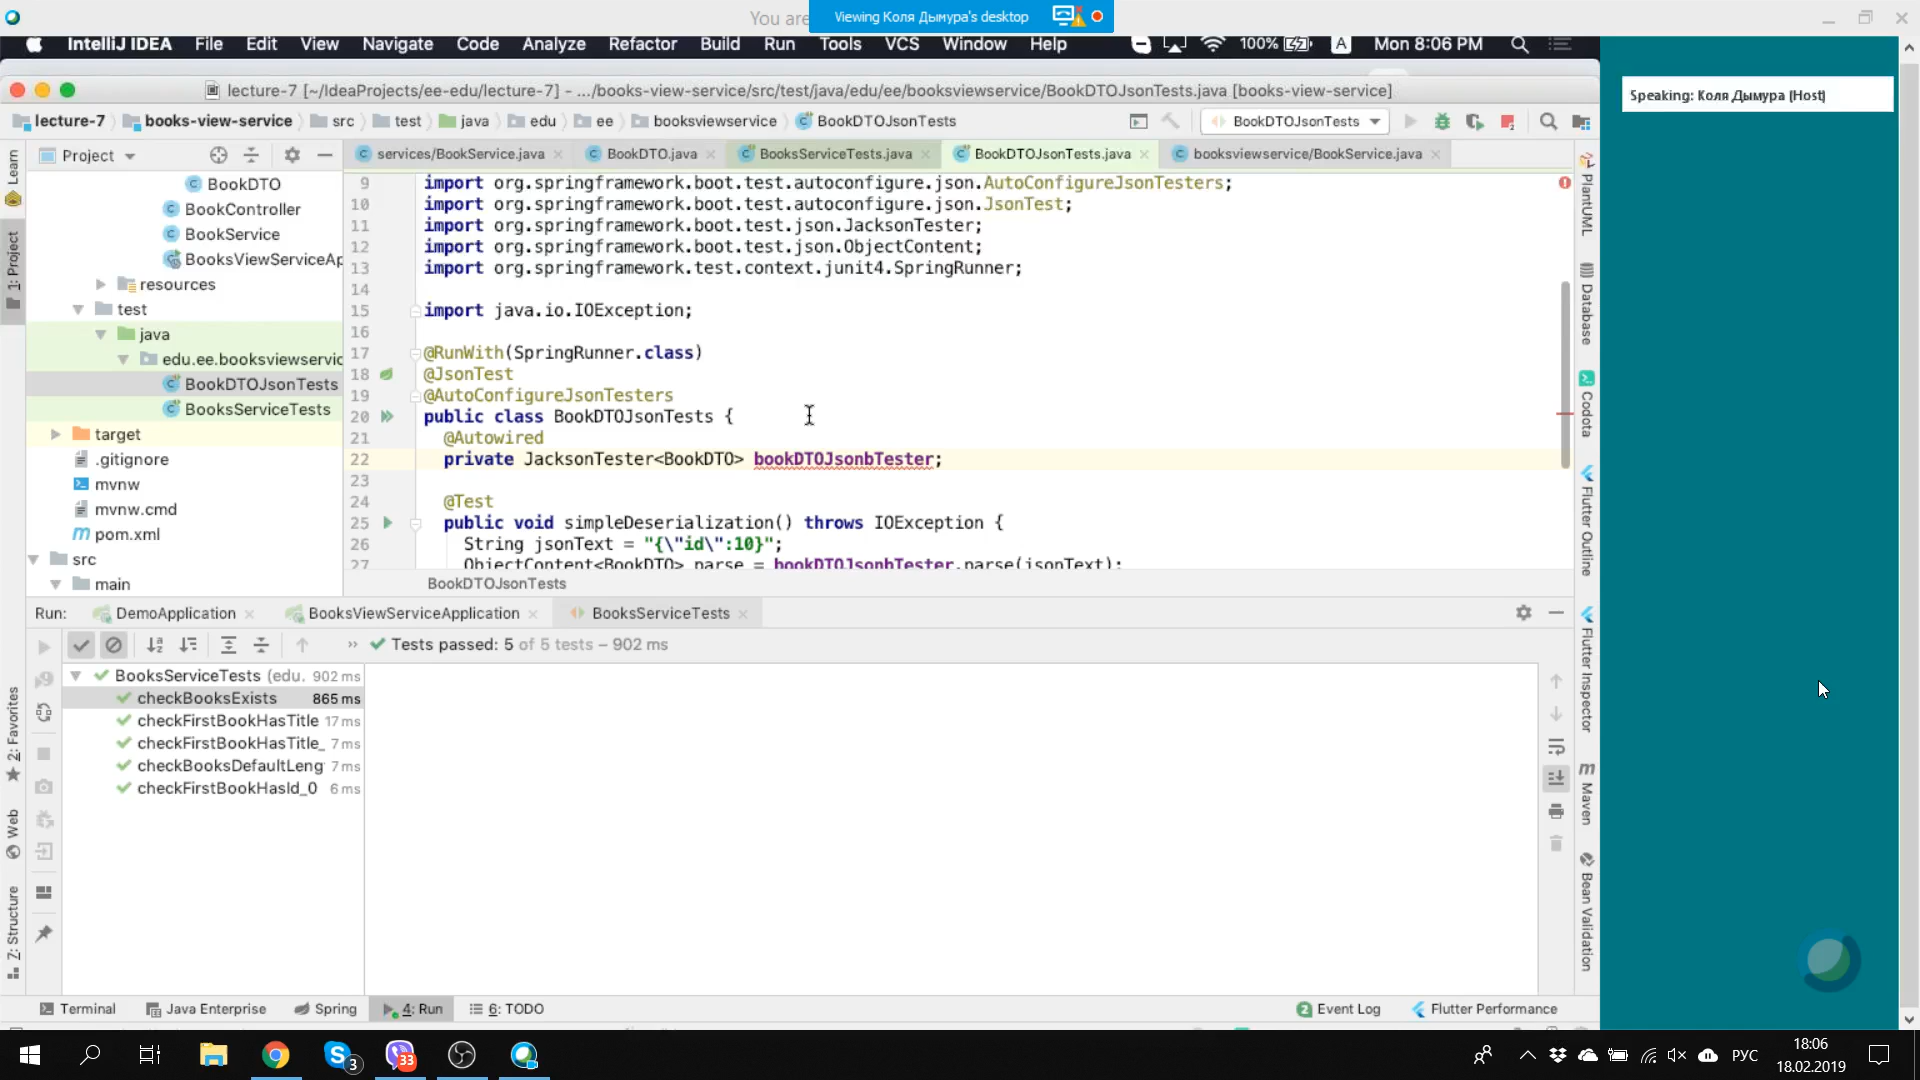 You are
Viewing Коля Дымура's desktop
IntelliJ IDEA File Edit View Navigate Code Analyze Refactor Build Run Tools VCS Window Help 100% A Mon 8:06 PM
lecture-7 [~/IdeaProjects/ee-edu/lecture-7] - .../books-view-service/src/test/java/edu/ee/booksviewservice/BookDTOJsonTests.java [books-view-service]
Speaking: Коля Дымура (Host)
lecture-7 books-view-service src test java edu ee booksviewservice BookDTOJsonTests BookDTOJsonTests
Project services/BookService.java BookDTO.java BooksServiceTests.java BookDTOJsonTests.java booksviewservice/BookService.java
Learn
1: Project
2: Favorites
Web
Z: Structure
BookDTO
BookController
BookService
BooksViewServiceAp
resources
test
java
edu.ee.booksviewservic
BookDTOJsonTests
BooksServiceTests
target
.gitignore
mvnw
mvnw.cmd
pom.xml
src
main
9 import org.springframework.boot.test.autoconfigure.json.AutoConfigureJsonTesters;
10 import org.springframework.boot.test.autoconfigure.json.JsonTest;
11 import org.springframework.boot.test.json.JacksonTester;
12 import org.springframework.boot.test.json.ObjectContent;
13 import org.springframework.test.context.junit4.SpringRunner;
14
15 import java.io.IOException;
16
17 @RunWith(SpringRunner.class)
18 @JsonTest
19 @AutoConfigureJsonTesters
20 public class BookDTOJsonTests {
21 @Autowired
22 private JacksonTester<BookDTO> bookDTOJsonbTester;
23
24 @Test
25 public void simpleDeserialization() throws IOException {
26 String jsonText = "{\"id\":10}";
27 ObjectContent<BookDTO> parse = bookDTOJsonbTester.parse(jsonText);
BookDTOJsonTests
PlantUML
Database
Codota
Flutter Outline
Flutter Inspector
Maven
Bean Validation
Run: DemoApplication BooksViewServiceApplication BooksServiceTests
Tests passed: 5 of 5 tests – 902 ms
BooksServiceTests (edu. 902 ms
checkBooksExists 865 ms
checkFirstBookHasTitle 17 ms
checkFirstBookHasTitle_ 7 ms
checkBooksDefaultLeng 7 ms
checkFirstBookHasId_0 6 ms
Terminal Java Enterprise Spring 4: Run 6: TODO 2 Event Log Flutter Performance
3 33 РУС 18:06
18.02.2019